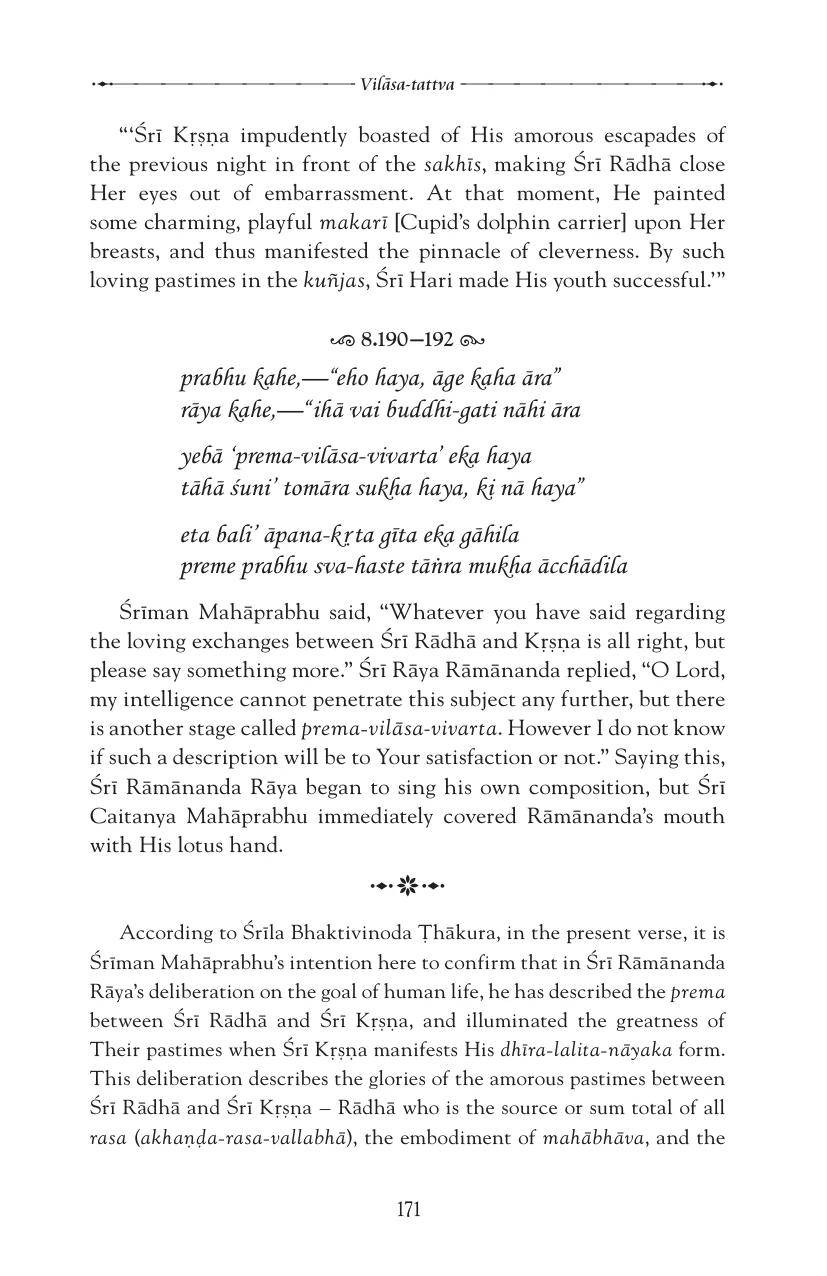 Vilāsa-tattva
“‘Śrī Kṛṣṇa impudently boasted of His amorous escapades of
the previous night in front of the sakhīs, making Śrī Rādhā close
Her eyes out of embarrassment. At that moment, He painted
some charming, playful makarī [Cupid’s dolphin carrier] upon Her
breasts, and thus manifested the pinnacle of cleverness. By such
loving pastimes in the kuñjas, Śrī Hari made His youth successful.’”
8.190–192
prabhu kahe,—“eho haya, āge kaha āra”
rāya kahe,—“ihā vai buddhi-gati nāhi āra
yebā ‘prema-vilāsa-vivarta’ eka haya
tāhā śuni’ tomāra sukha haya, ki nā haya”
eta bali’ āpana-kṛta gīta eka gāhila
preme prabhu sva-haste tāṅra mukha ācchādila
Śrīman Mahāprabhu said, “Whatever you have said regarding
the loving exchanges between Śrī Rādhā and Kṛṣṇa is all right, but
please say something more.” Śrī Rāya Rāmānanda replied, “O Lord,
my intelligence cannot penetrate this subject any further, but there
is another stage called prema-vilāsa-vivarta. However I do not know
if such a description will be to Your satisfaction or not.” Saying this,
Śrī Rāmānanda Rāya began to sing his own composition, but Śrī
Caitanya Mahāprabhu immediately covered Rāmānanda’s mouth
with His lotus hand.
According to Śrīla Bhaktivinoda Ṭhākura, in the present verse, it is
Śrīman Mahāprabhu’s intention here to confirm that in Śrī Rāmānanda
Rāya’s deliberation on the goal of human life, he has described the prema
between Śrī Rādhā and Śrī Kṛṣṇa, and illuminated the greatness of
Their pastimes when Śrī Kṛṣṇa manifests His dhīra-lalita-nāyaka form.
This deliberation describes the glories of the amorous pastimes between
Śrī Rādhā and Śrī Kṛṣṇa – Rādhā who is the source or sum total of all
rasa (akhaṇḍa-rasa-vallabhā), the embodiment of mahābhāva, and the
171